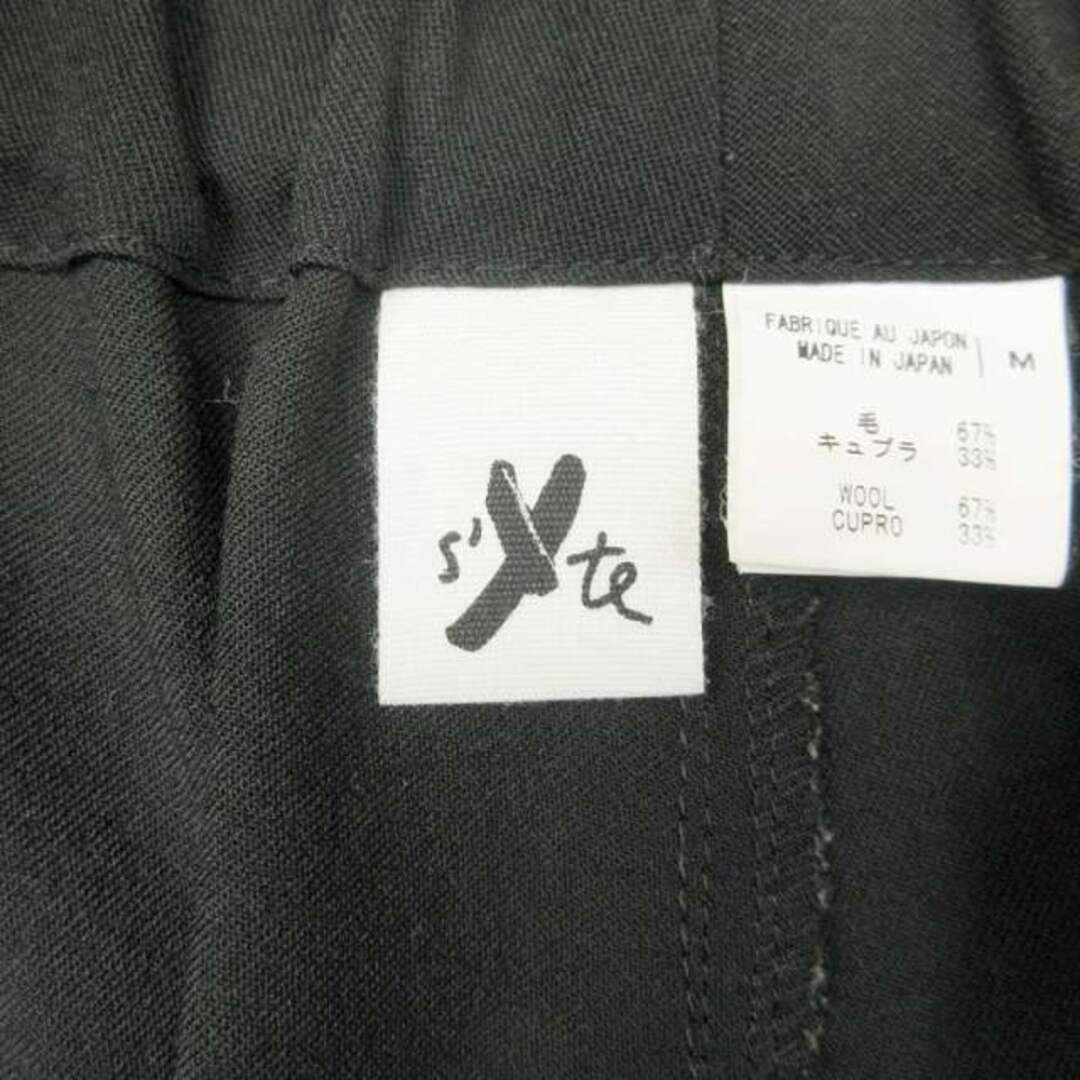 s'Yte
FABRIQUE AU JAPON
MADE IN JAPAN
M
毛 67%
キュプラ 33%
WOOL 67%
CUPRO 33%